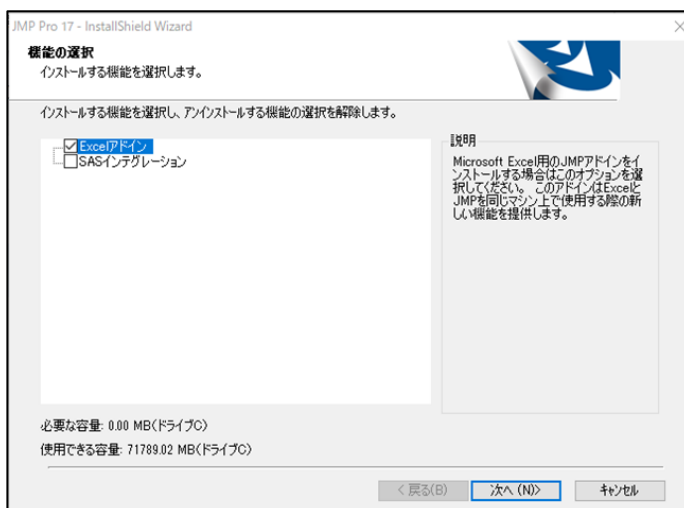 JMP Pro 17 - InstallShield Wizard
機能の選択
インストールする機能を選択します。
インストールする機能を選択し、アンインストールする機能の選択を解除します。
Excelアドイン
SASインテグレーション
説明
Microsoft Excel用のJMPアドインをイ
ンストールする場合はこのオプションを選
択してください。 このアドインはExcelと
JMPを同じマシン上で使用する際の新
しい機能を提供します。
必要な容量: 0.00 MB(ドライブC)
使用できる容量: 71789.02 MB(ドライブC)
< 戻る(B)
次へ (N)>
キャンセル